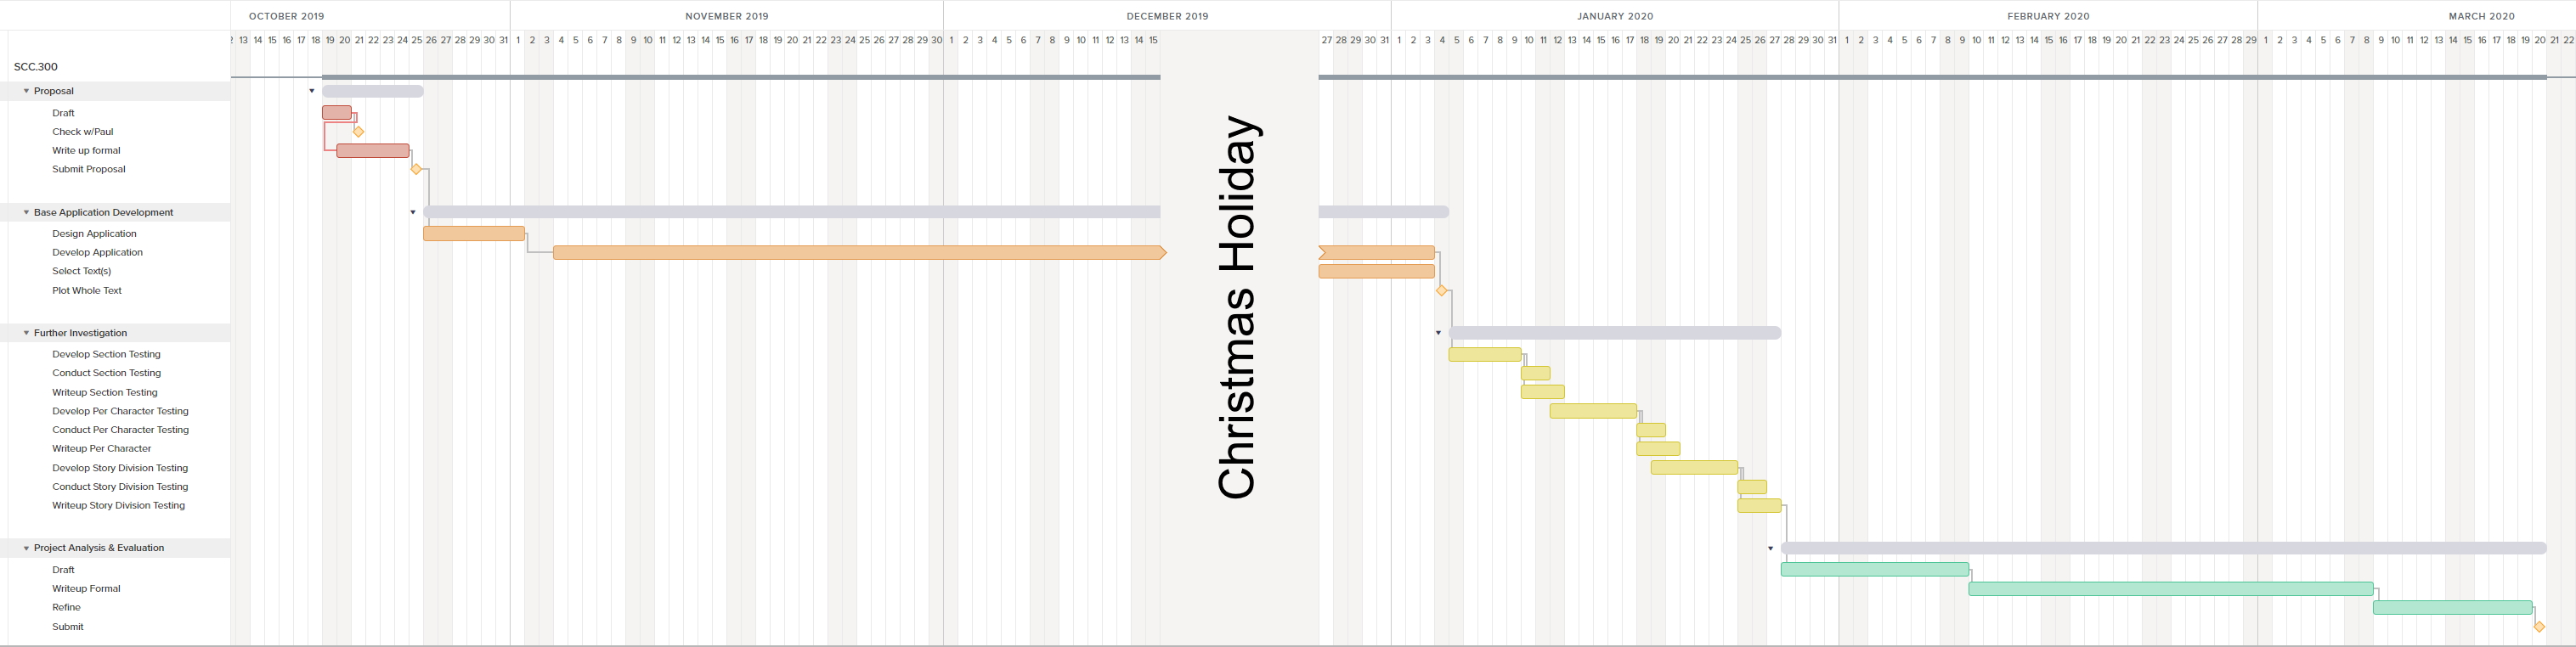 OCTOBER 2019 NOVEMBER 2019 DECEMBER 2019 JANUARY 2020 FEBRUARY 2020 MARCH 2020
13 14 15 16 17 18 19 20 21 22 23 24 25 26 27 28 29 30 31 1 2 3 4 5 6 7 8 9 10 11 12 13 14 15 16 17 18 19 20 21 22 23 24 25 26 27 28 29 30 1 2 3 4 5 6 7 8 9 10 11 12 13 14 15 27 28 29 30 31 1 2 3 4 5 6 7 8 9 10 11 12 13 14 15 16 17 18 19 20 21 22 23 24 25 26 27 28 29 30 31 1 2 3 4 5 6 7 8 9 10 11 12 13 14 15 16 17 18 19 20 21 22 23 24 25 26 27 28 29 1 2 3 4 5 6 7 8 9 10 11 12 13 14 15 16 17 18 19 20 21 22
SCC.300
Proposal
Draft
Check w/Paul
Write up formal
Submit Proposal
Base Application Development
Design Application
Develop Application
Select Text(s)
Plot Whole Text
Further Investigation
Develop Section Testing
Conduct Section Testing
Writeup Section Testing
Develop Per Character Testing
Conduct Per Character Testing
Writeup Per Character
Develop Story Division Testing
Conduct Story Division Testing
Writeup Story Division Testing
Project Analysis & Evaluation
Draft
Writeup Formal
Refine
Submit
Christmas Holiday